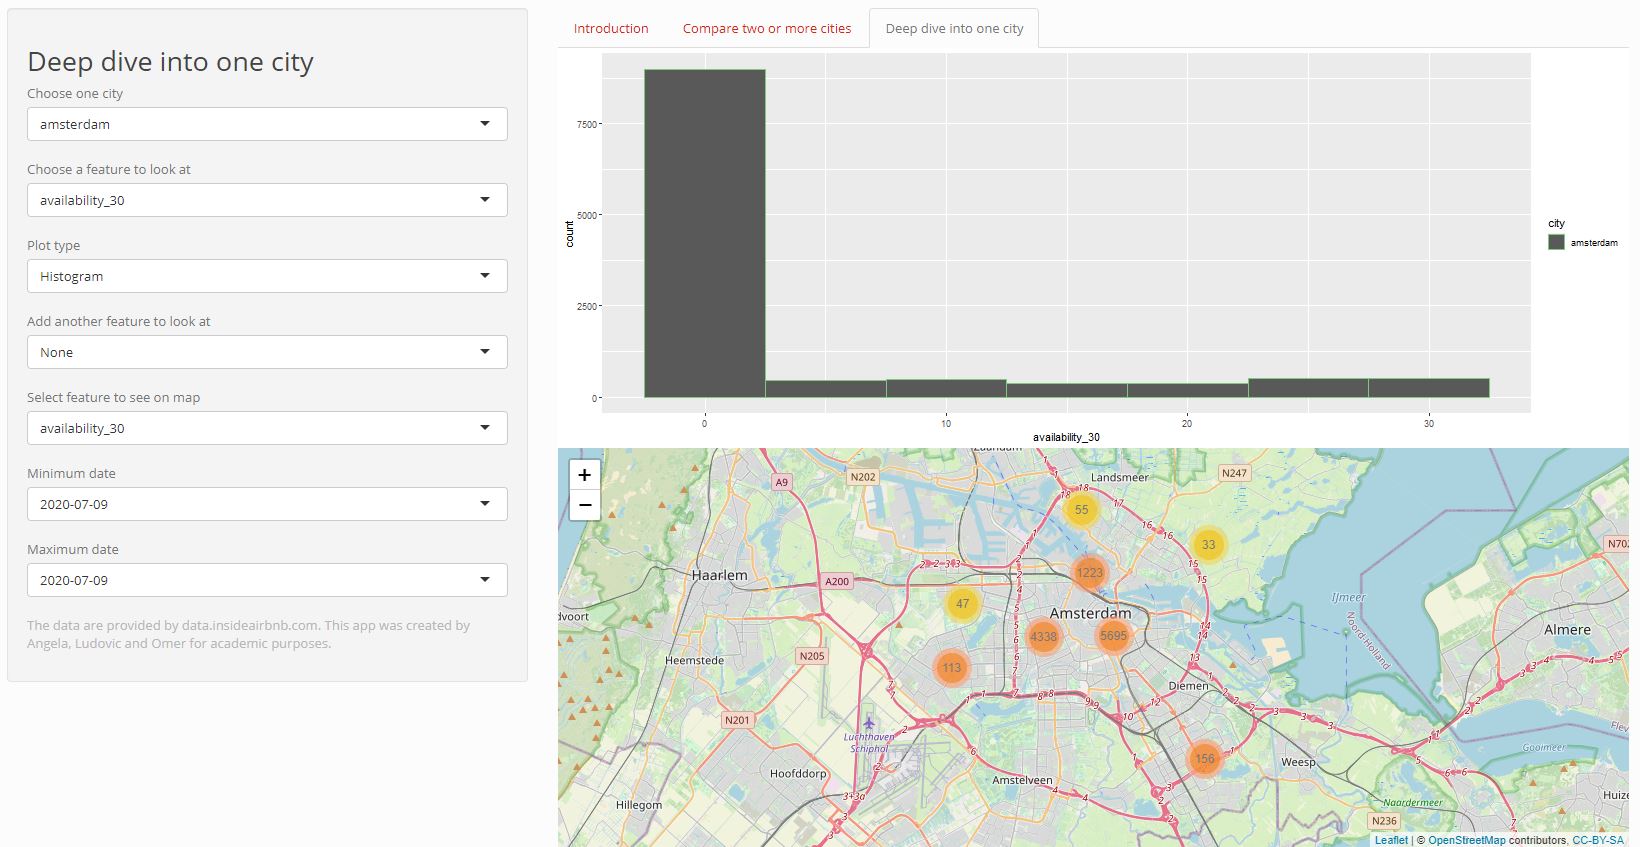 Deep dive into one city
Choose one city
amsterdam
Choose a feature to look at
availability_30
Plot type
Histogram
Add another feature to look at
None
Select feature to see on map
availability_30
Minimum date
2020-07-09
Maximum date
2020-07-09
The data are provided by data.insideairbnb.com. This app was created by
Angela, Ludovic and Omer for academic purposes.
Introduction
Compare two or more cities
Deep dive into one city
7500
5000
2500
0
count
0
10
20
30
availability_30
city
amsterdam
+
−
A9
N202
Landsmeer
N247
55
33
1223
47
Haarlem
A200
Amsterdam
4338
5695
113
IJmeer
Noord-Holland
Almere
N702
dvoort
Heemstede
N205
Diemen
N201
Luchthaven
Schiphol
156
Weesp
Hoofddorp
Amstelveen
Gooimeer
Naardermeer
Hillegom
N236
Leaflet | © OpenStreetMap contributors, CC-BY-SA